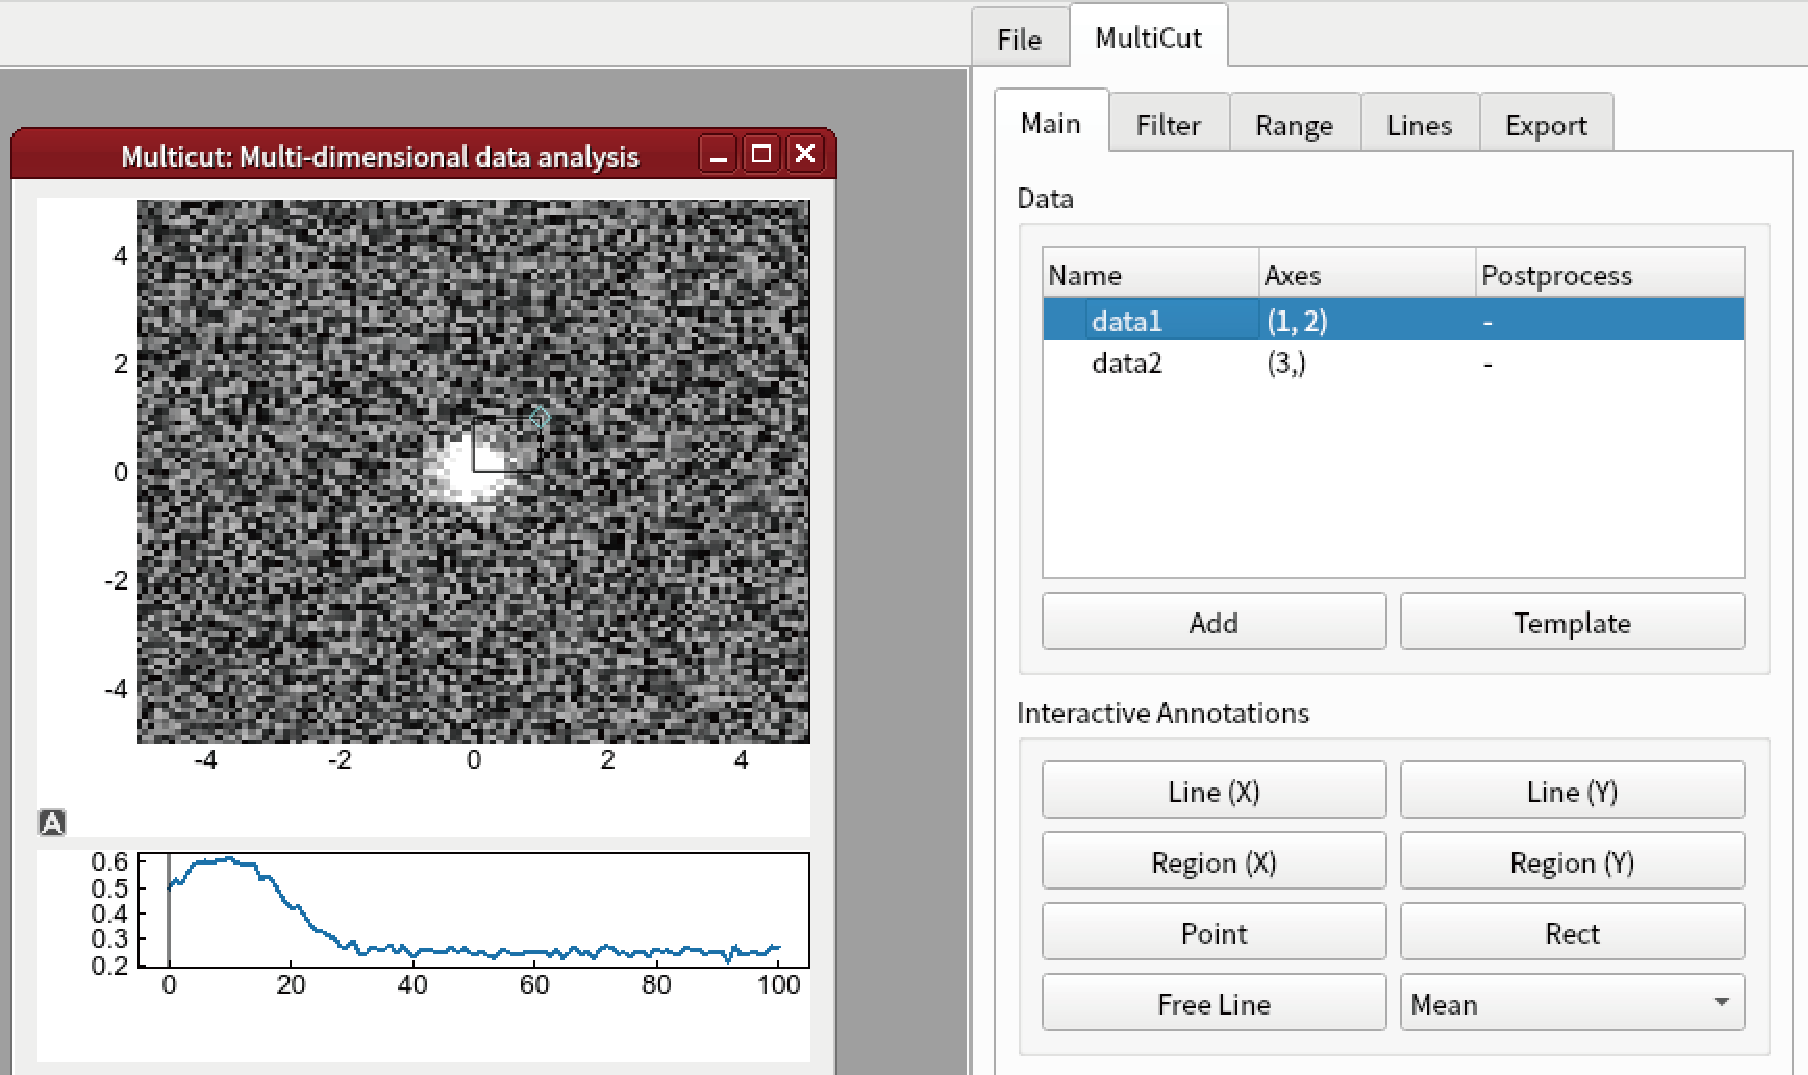 File MultiCut
Main Filter Range Lines Export
Multicut: Multi-dimensional data analysis
4
2
0
-2
-4
-4 -2 0 2 4
A
0.6
0.5
0.4
0.3
0.2
0 20 40 60 80 100
Data
Name Axes Postprocess
data1 (1, 2) -
data2 (3,) -
Add Template
Interactive Annotations
Line (X) Line (Y)
Region (X) Region (Y)
Point Rect
Free Line Mean